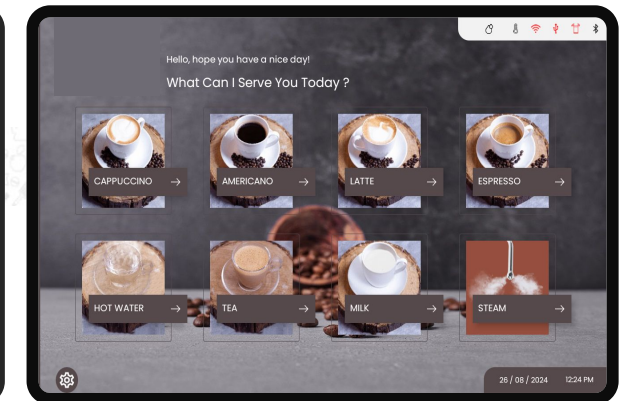 Hello, hope you have a nice day!
What Can I Serve You Today ?
CAPPUCCINO
AMERICANO
LATTE
ESPRESSO
HOT WATER
TEA
MILK
STEAM
26 / 08 / 2024 12:24 PM